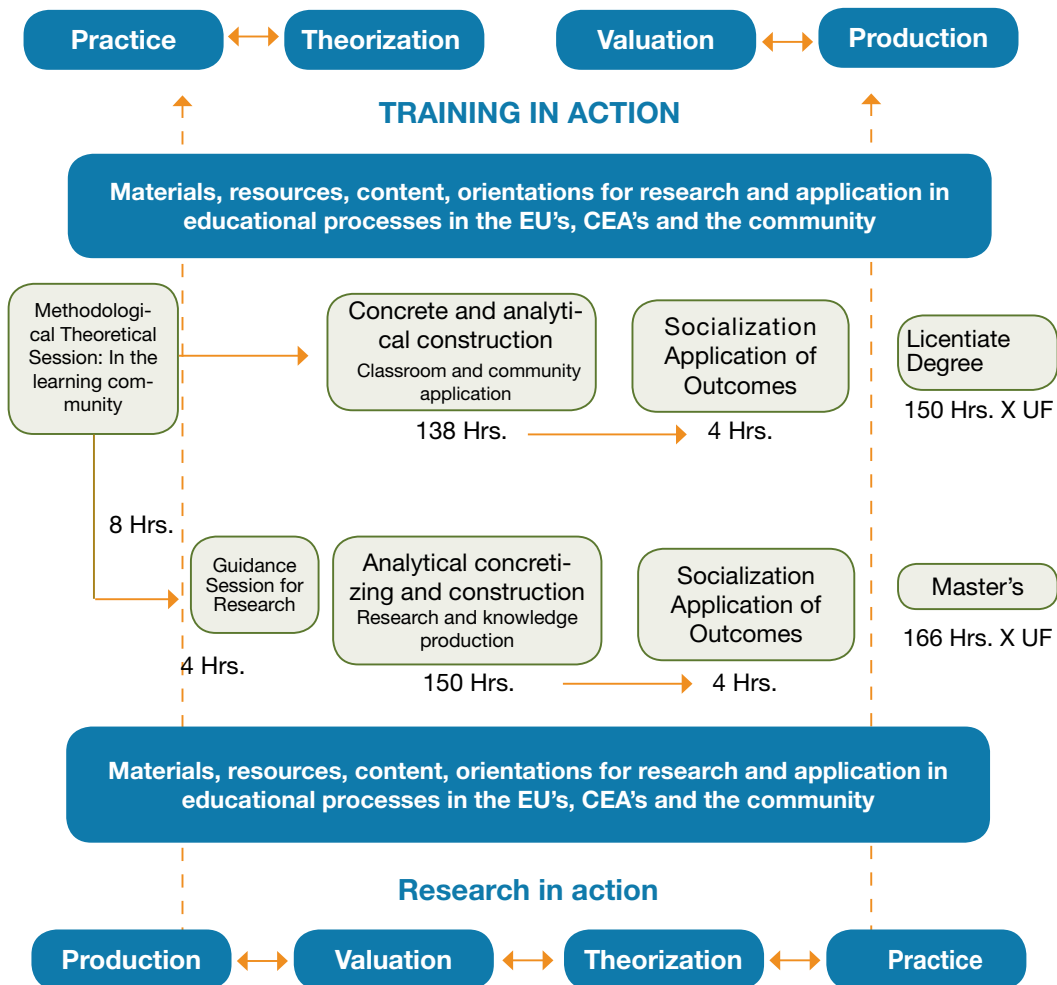 Practice
Theorization
Valuation
Production
TRAINING IN ACTION
Materials, resources, content, orientations for research and application in
educational processes in the EU's, CEA's and the community
Methodologi-
cal Theoretical
Session: In the
learning com-
munity
Concrete and analyti-
cal construction
Classroom and community
application
138 Hrs.
Socialization
Application of
Outcomes
4 Hrs.
Licentiate
Degree
150 Hrs. X UF
8 Hrs.
Guidance
Session for
Research
4 Hrs.
Analytical concreti-
zing and construction
Research and knowledge
production
150 Hrs.
Socialization
Application of
Outcomes
4 Hrs.
Master's
166 Hrs. X UF
Materials, resources, content, orientations for research and application in
educational processes in the EU's, CEA's and the community
Research in action
Production
Valuation
Theorization
Practice